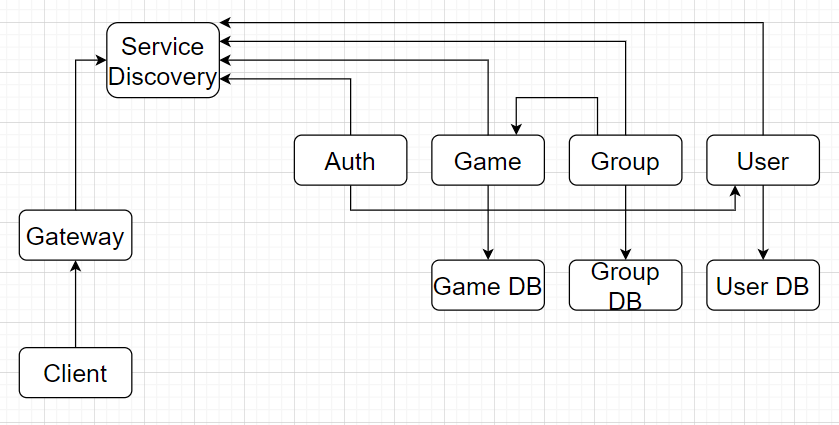 Service
Discovery
Auth
Game
Group
User
Gateway
Game DB
Group
DB
User DB
Client